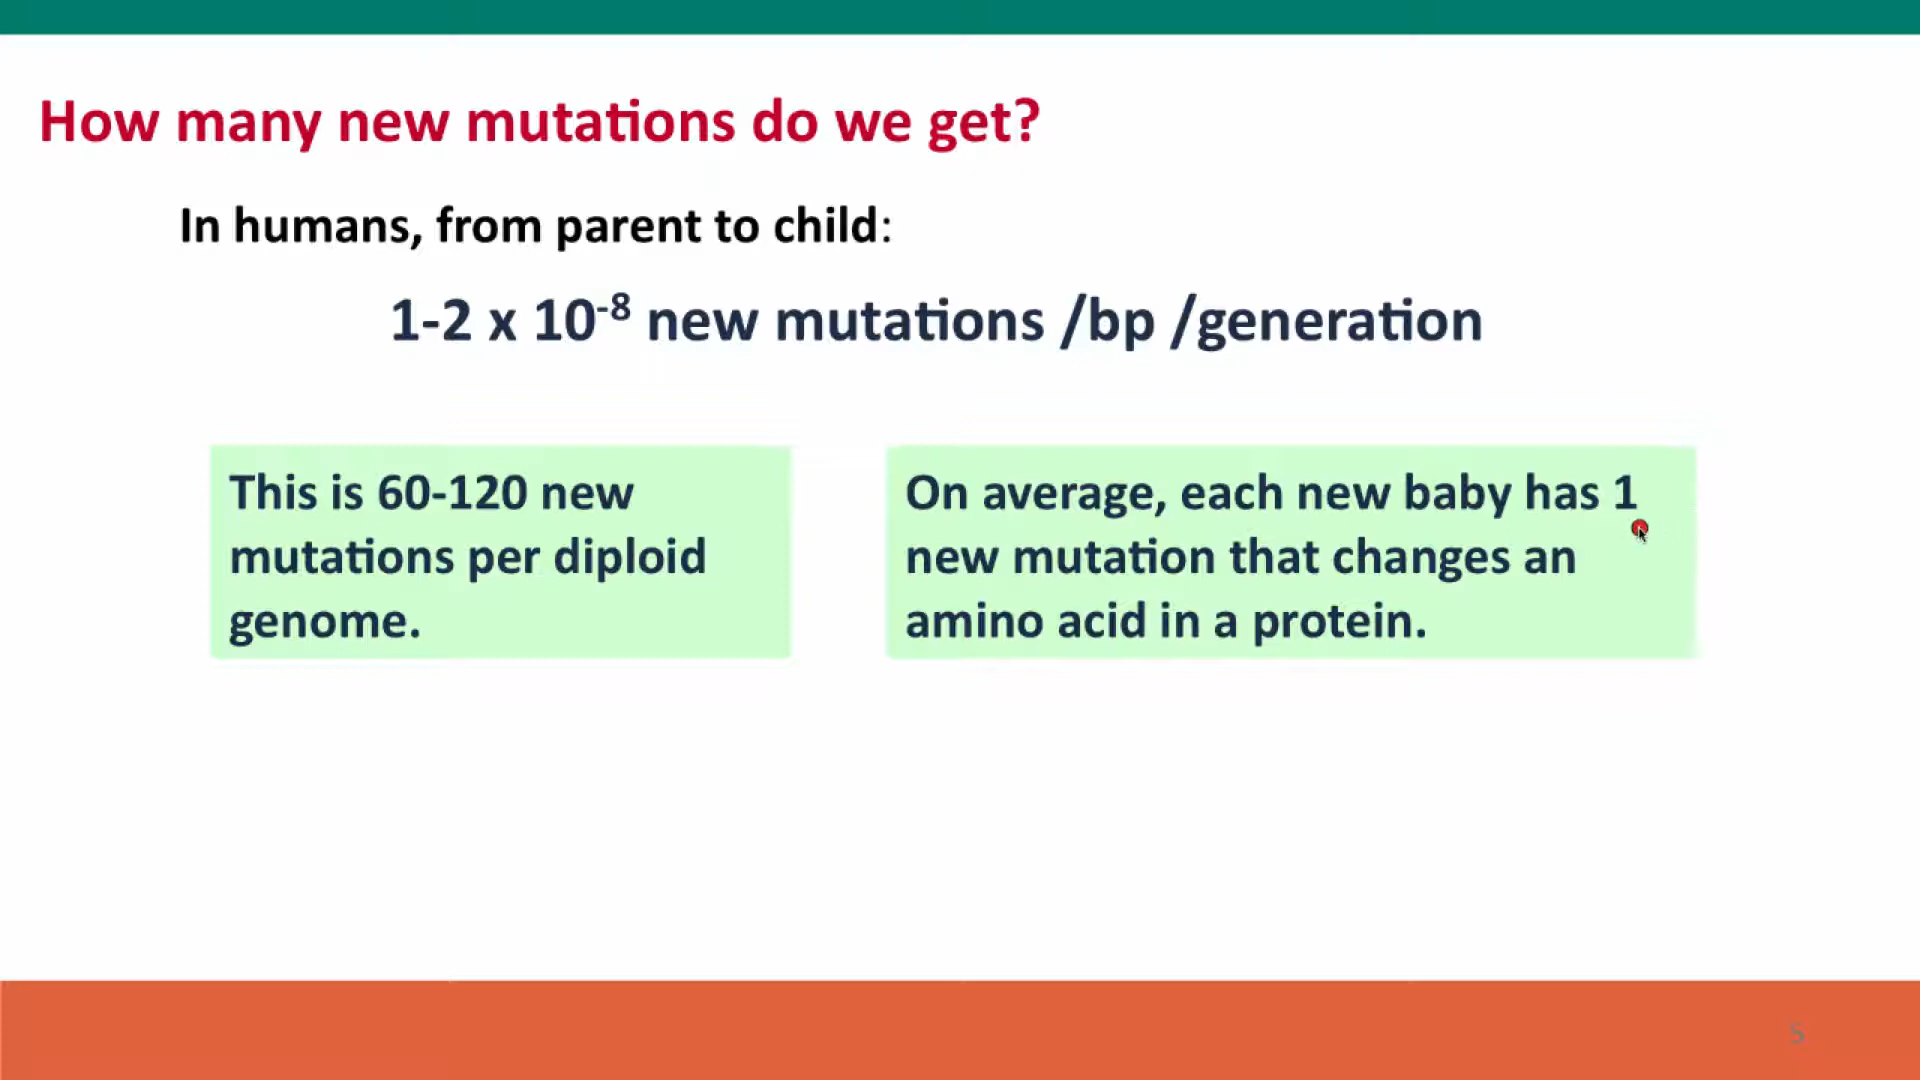 How many new mutations do we get?
In humans, from parent to child:
1-2 x 10⁻⁸ new mutations /bp /generation
This is 60-120 new
mutations per diploid
genome.
On average, each new baby has 1
new mutation that changes an
amino acid in a protein.
5